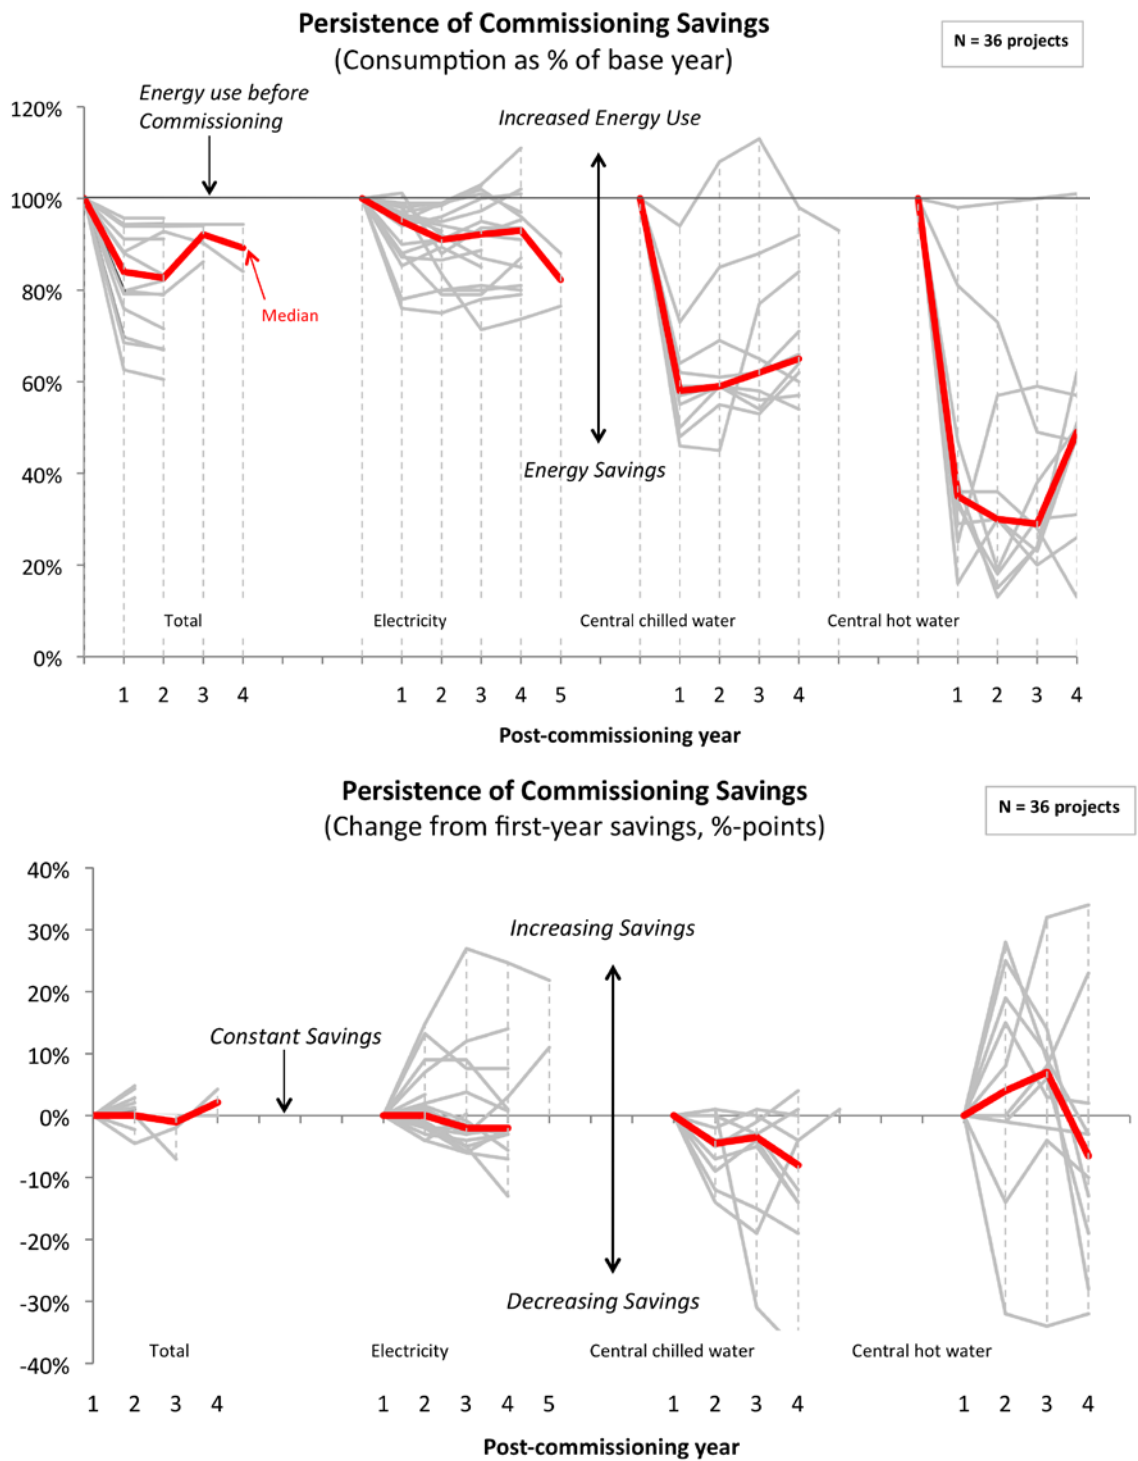 Persistence of Commissioning Savings
(Consumption as % of base year)
N = 36 projects
Energy use before
Commissioning
Increased Energy Use
120%
100%
80%
60%
40%
20%
0%
Median
Energy Savings
Total
Electricity
Central chilled water
Central hot water
1 2 3 4 1 2 3 4 5 1 2 3 4 1 2 3 4
Post-commissioning year
Persistence of Commissioning Savings
(Change from first-year savings, %-points)
N = 36 projects
40%
30%
20%
10%
0%
-10%
-20%
-30%
-40%
Increasing Savings
Constant Savings
Decreasing Savings
Total
Electricity
Central chilled water
Central hot water
1 2 3 4 1 2 3 4 5 1 2 3 4 1 2 3 4
Post-commissioning year